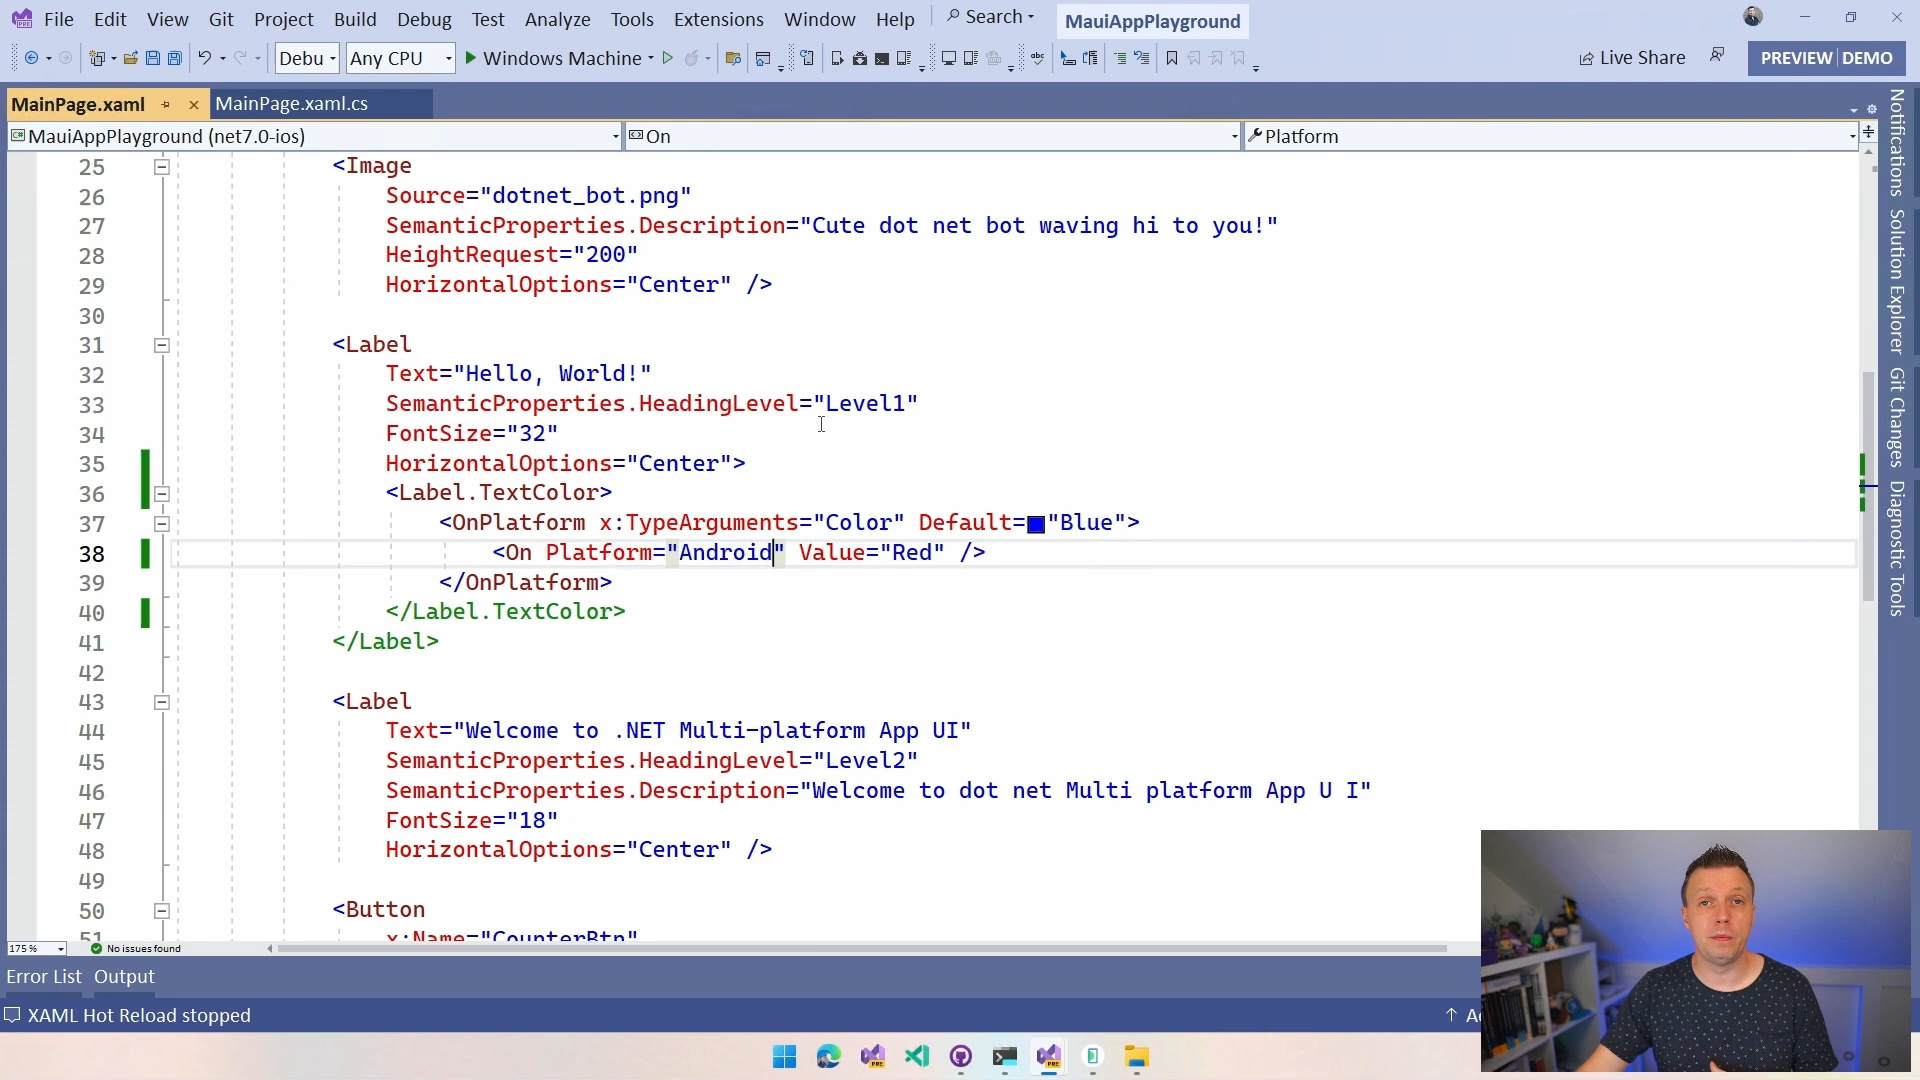 File Edit View Git Project Build Debug Test Analyze Tools Extensions Window Help Search MauiAppPlayground
Debu Any CPU Windows Machine Live Share PREVIEW DEMO
MainPage.xaml MainPage.xaml.cs
MauiAppPlayground (net7.0-ios) On Platform
25 <Image
26 Source="dotnet_bot.png"
27 SemanticProperties.Description="Cute dot net bot waving hi to you!"
28 HeightRequest="200"
29 HorizontalOptions="Center" />
30
31 <Label
32 Text="Hello, World!"
33 SemanticProperties.HeadingLevel="Level1"
34 FontSize="32"
35 HorizontalOptions="Center">
36 <Label.TextColor>
37 <OnPlatform x:TypeArguments="Color" Default="Blue">
38 <On Platform="Android" Value="Red" />
39 </OnPlatform>
40 </Label.TextColor>
41 </Label>
42
43 <Label
44 Text="Welcome to .NET Multi-platform App UI"
45 SemanticProperties.HeadingLevel="Level2"
46 SemanticProperties.Description="Welcome to dot net Multi platform App U I"
47 FontSize="18"
48 HorizontalOptions="Center" />
49
50 <Button
51 x:Name="CounterBtn"
175 % No issues found
Error List Output
XAML Hot Reload stopped
Notifications
Solution Explorer
Git Changes
Diagnostic Tools